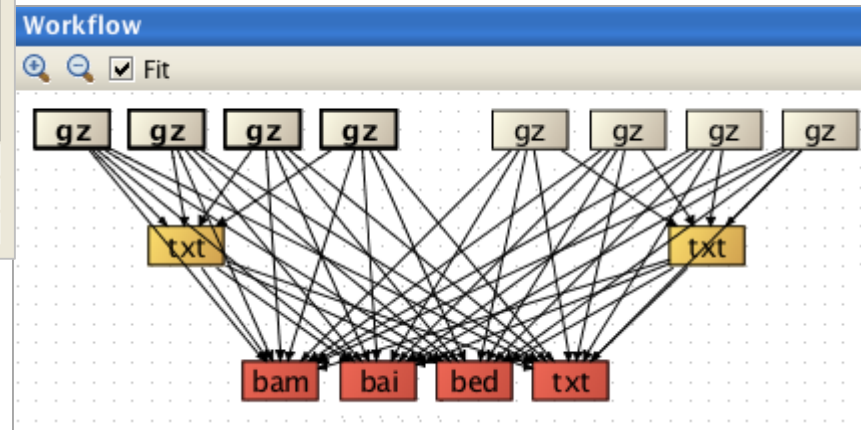 Workflow
Fit
gz gz gz gz gz gz gz gz
txt txt
bam bai bed txt